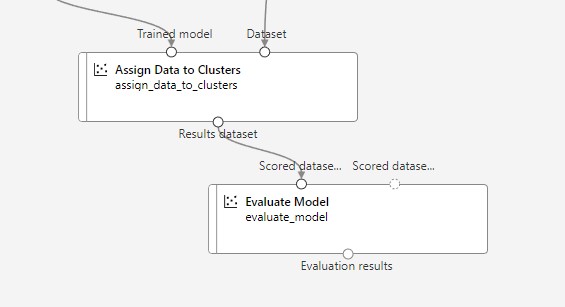 Trained model Dataset
Assign Data to Clusters
assign_data_to_clusters
Results dataset
Scored datase... Scored datase...
Evaluate Model
evaluate_model
Evaluation results